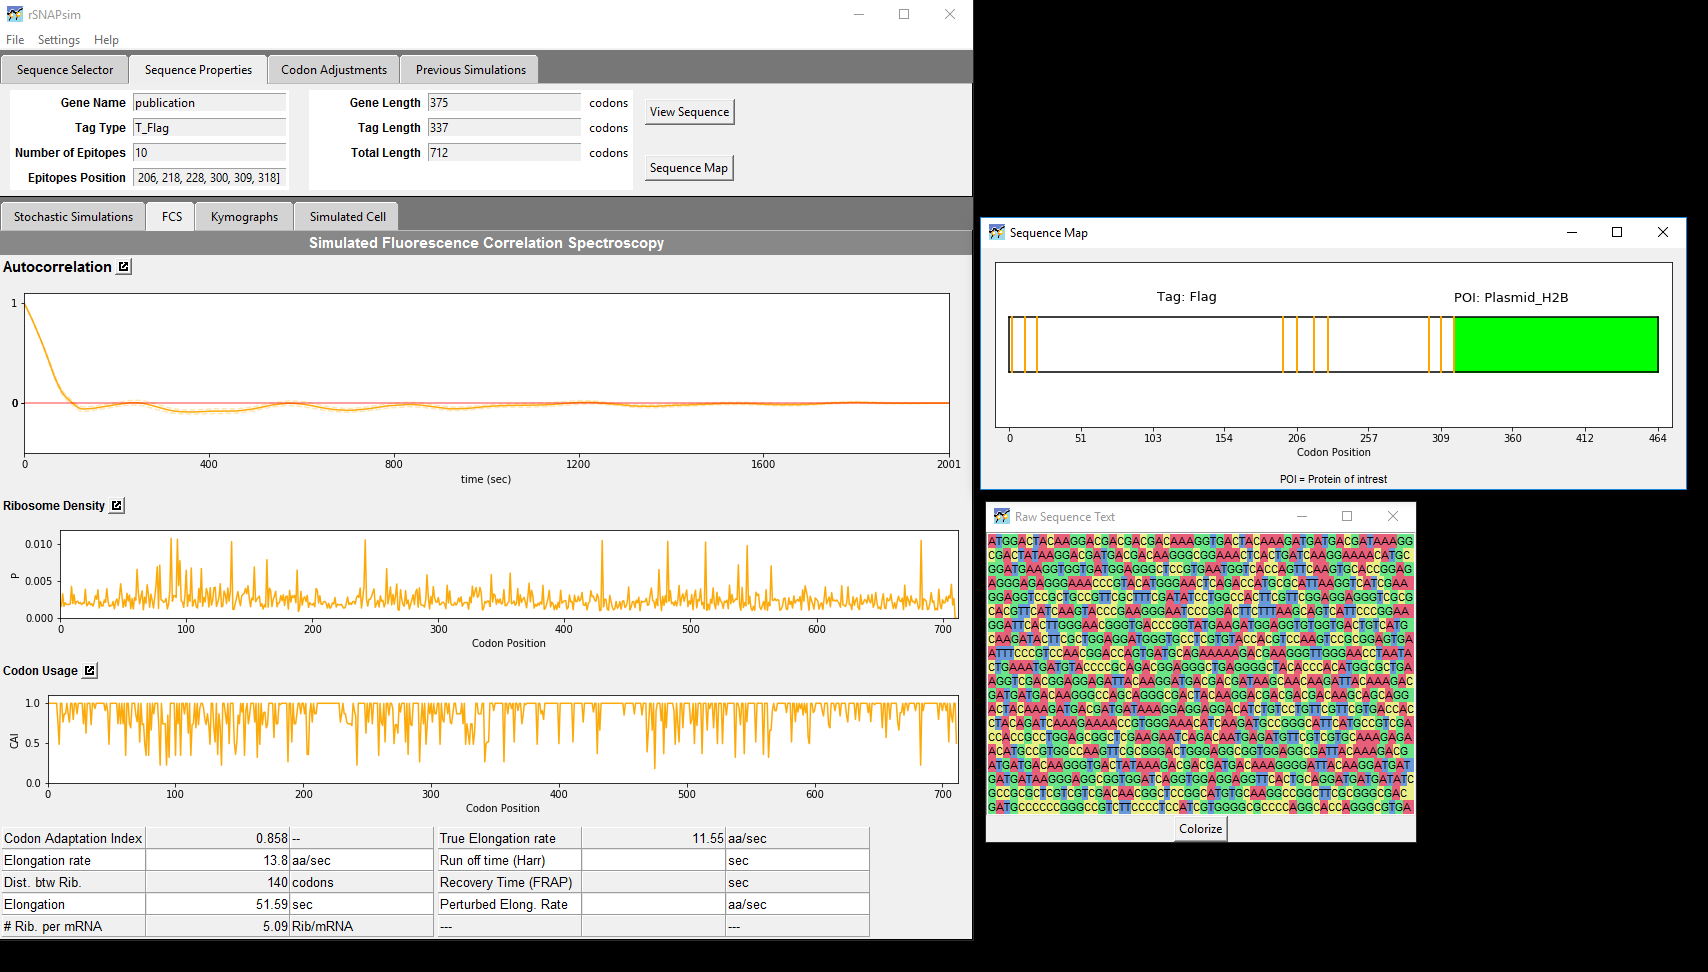 rSNAPsim
File Settings Help
Sequence Selector Sequence Properties Codon Adjustments Previous Simulations
Gene Name publication
Tag Type T_Flag
Number of Epitopes 10
Epitopes Position 206, 218, 228, 300, 309, 318]
Gene Length 375 codons
Tag Length 337 codons
Total Length 712 codons
View Sequence
Sequence Map
Stochastic Simulations FCS Kymographs Simulated Cell
Simulated Fluorescence Correlation Spectroscopy
Autocorrelation
1
0
0 400 800 1200 1600 2001
time (sec)
Ribosome Density
0.010
0.005
0.000
P
0 100 200 300 400 500 600 700
Codon Position
Codon Usage
1.0
0.5
0.0
CAI
0 100 200 300 400 500 600 700
Codon Position
Codon Adaptation Index 0.858 -- True Elongation rate 11.55 aa/sec
Elongation rate 13.8 aa/sec Run off time (Harr) sec
Dist. btw Rib. 140 codons Recovery Time (FRAP) sec
Elongation 51.59 sec Perturbed Elong. Rate aa/sec
# Rib. per mRNA 5.09 Rib/mRNA --- ---
Sequence Map
Tag: Flag POI: Plasmid_H2B
0 51 103 154 206 257 309 360 412 464
Codon Position
POI = Protein of intrest
Raw Sequence Text
ATGGACTACAAGGACGACGACGACAAAGGTGACTACAAAGATGATGACGATAAAGG
CGACTATAAGGACGATGACGACAAGGGCGGAAACTCACTGATCAAGGAAAACATGC
GGATGAAGGTGGTGATGGAGGGCTCCGTGAATGGTCACCAGTTCAAGTGCACCGGAG
AGGGAGAGGGAAACCCGTACATGGGAACTCAGACCATGCGCATTAAGGTCATCGAA
GGAGGTCCGCTGCCGTTCGCTTTCGATATCCTGGCCACTTCGTTCGGAGGAGGGTCGCG
CACGTTCATCAAGTACCCGAAGGGAATCCCGGACTTCTTTAAGCAGTCATTCCCGGAA
GGATTCACTTGGGAACGGGTGACCCGGTATGAAGATGGAGGTGTGGTGACTGTCATG
CAAGATACTTCGCTGGAGGATGGGTGCCTCGTGTACCACGTCCAAGTCCGCGGAGTGA
ATTTCCCGTCCAACGGACCAGTGATGCAGAAAAAGACGAAGGGTTGGGAACCTAATA
CTGAAATGATGTACCCCGCAGACGGAGGGCTGAGGGGCTACACCCACATGGCGCTGA
AGGTCGACGGAGGAGATTACAAGGATGACGACGATAAGCAACAAGATTACAAAGAC
GATGATGACAAGGGCCAGCAGGGCGACTACAAGGACGACGACGACAAGCAGCAGG
ACTACAAAGATGACGATGATAAAGGAGGAGGACATCTGTCCTGTTCGTTCGTGACCAC
CTACAGATCAAAGAAAACCGTGGGAAACATCAAGATGCCGGGCATTCATGCCGTCGA
CCACCGCCTGGAGCGGCTCGAAGAATCAGACAATGAGATGTTCGTCGTGCAAAGAGA
ACATGCCGTGGCCAAGTTCGCGGGACTGGGAGGCGGTGGAGGCGATTACAAAGACG
ATGATGACAAGGGTGACTATAAAGACGACGATGACAAAGGGGATTACAAGGATGAT
GATGATAAGGGAGGCGGTGGATCAGGTGGAGGAGGTTCACTGCAGGATGATGATATC
GCCGCGCTCGTCGTCGACAACGGCTCCGGCATGTGCAAGGCCGGCTTCGCGGGCGAC
GATGCCCCCCGGGCCGTCTTCCCCTCCATCGTGGGGCGCCCCAGGCACCAGGGCGTGA
Colorize